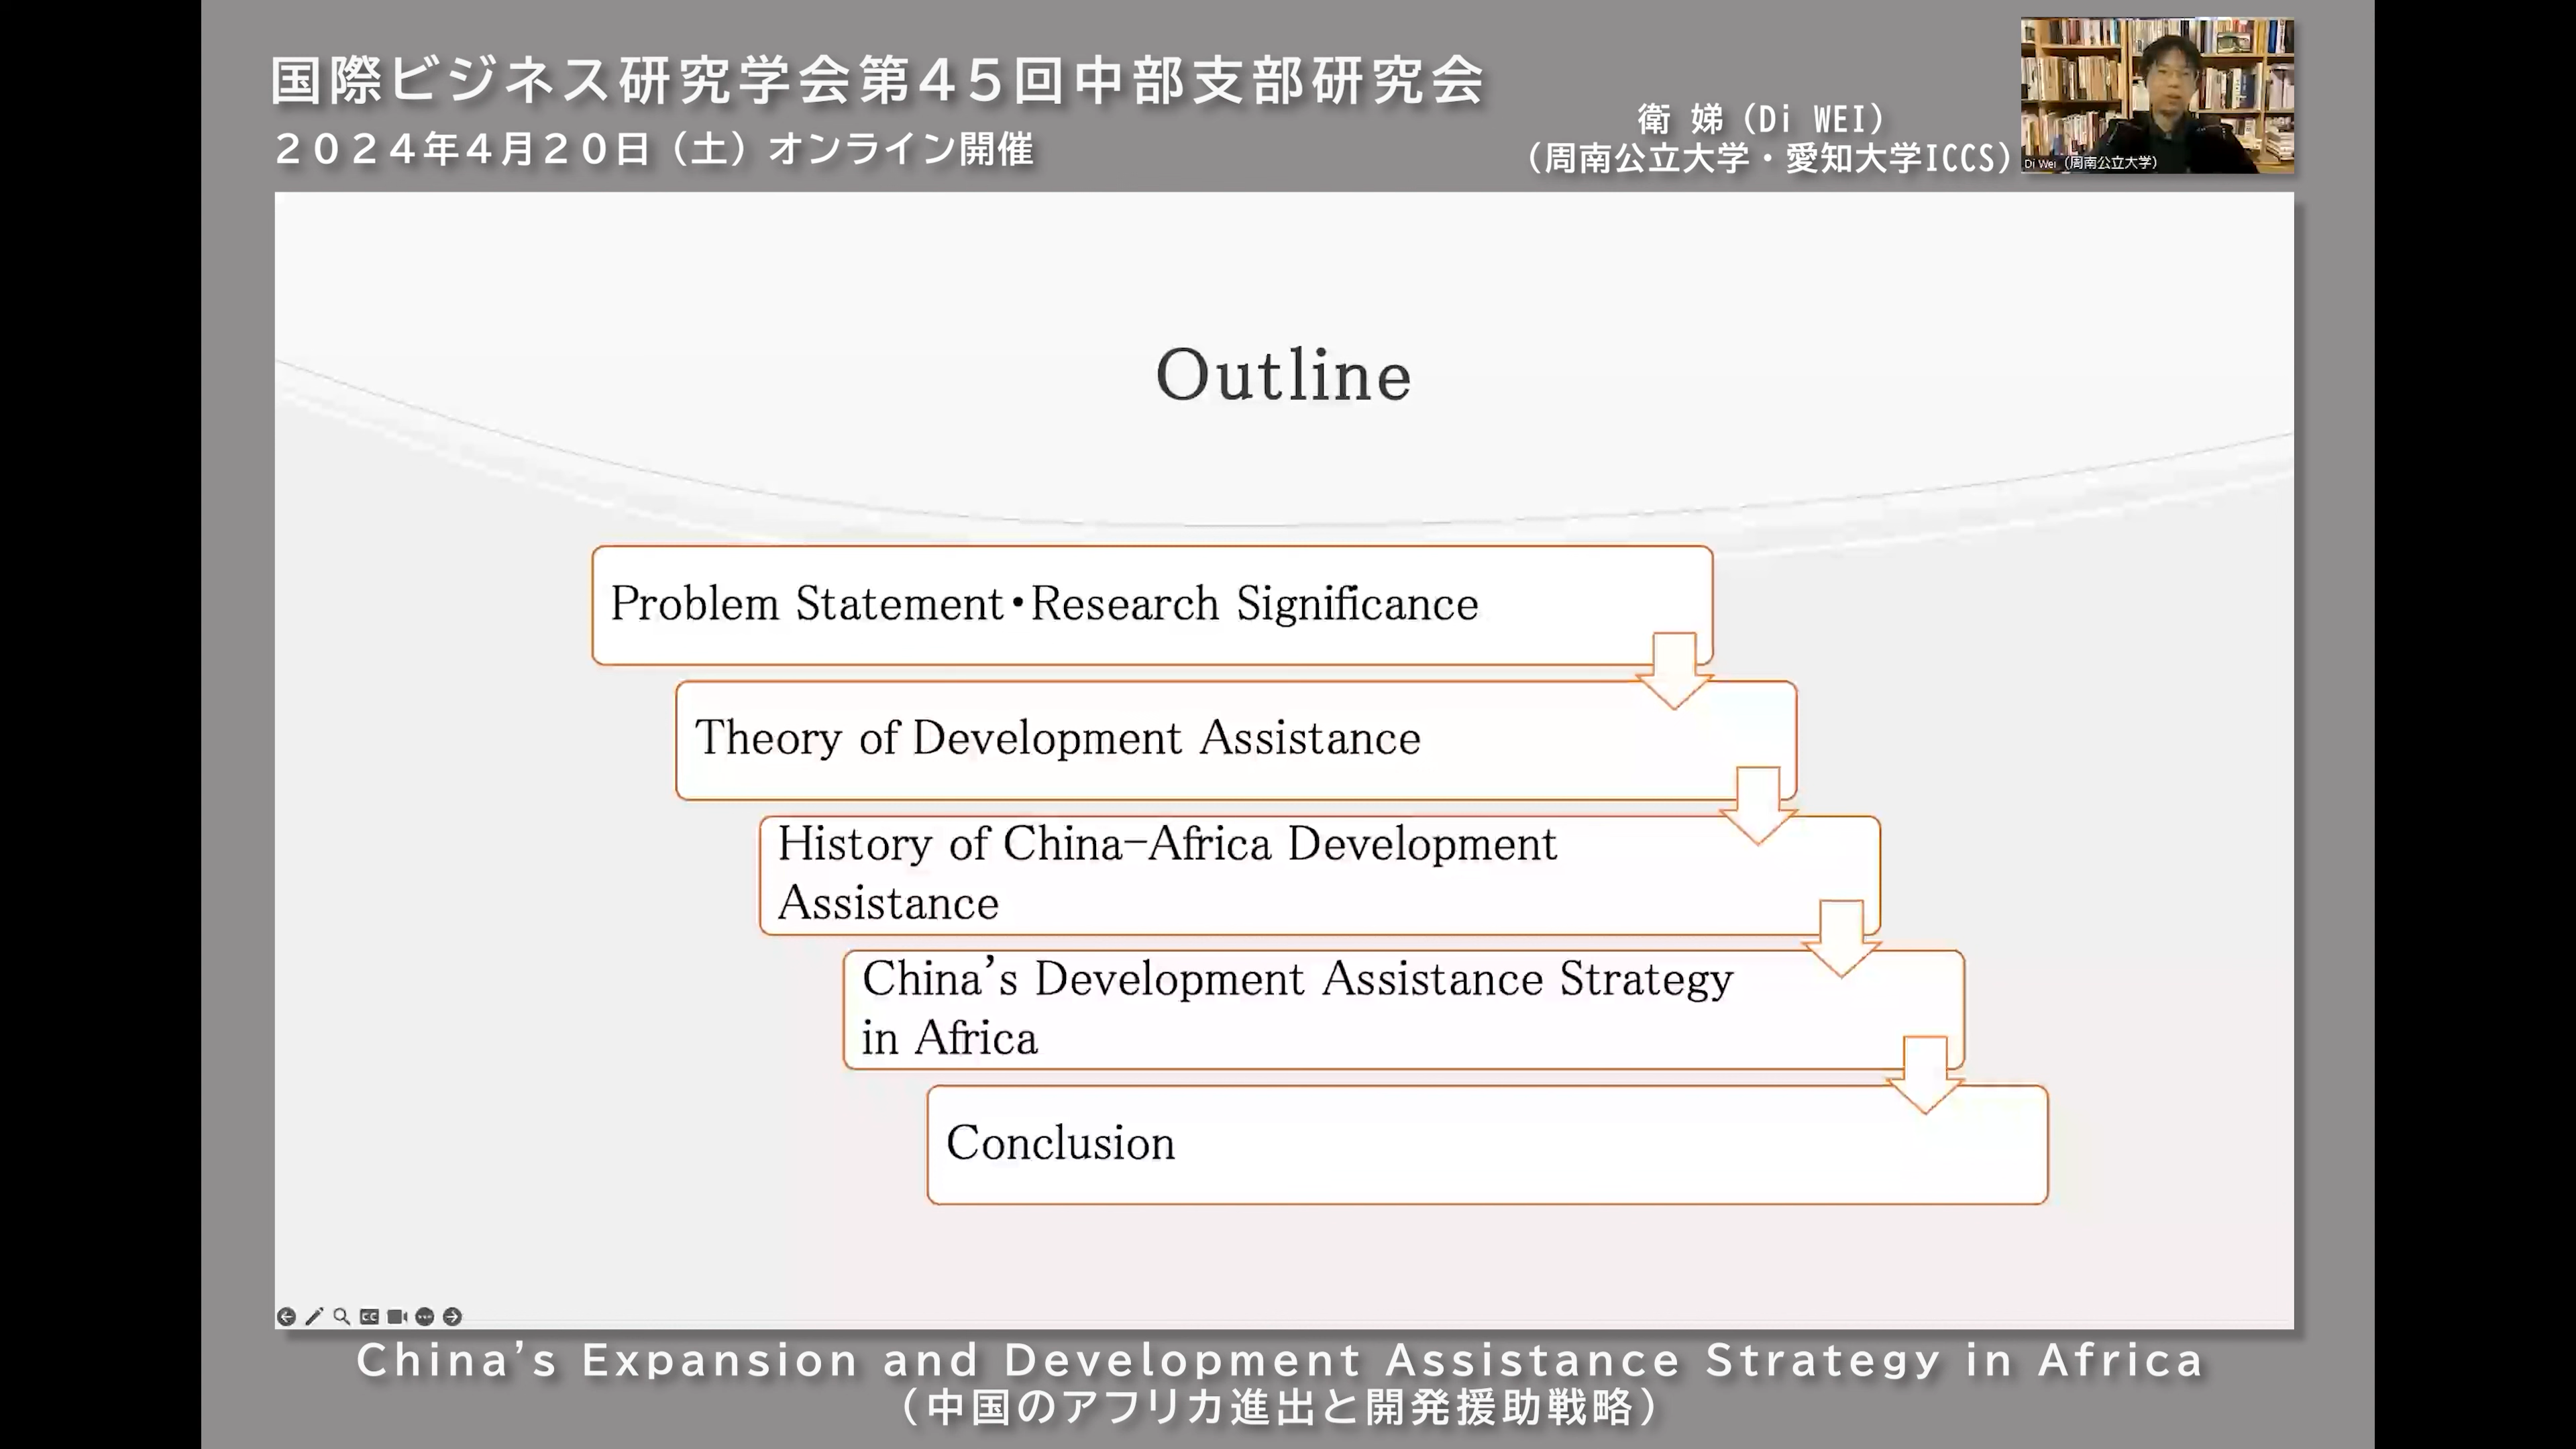 国際ビジネス研究学会第45回中部支部研究会
2024年4月20日（土）オンライン開催
衛 娣（Di WEI）
（周南公立大学・愛知大学ICCS）
Di Wei（周南公立大学）
Outline
Problem Statement・Research Significance
Theory of Development Assistance
History of China–Africa Development
Assistance
China’s Development Assistance Strategy
in Africa
Conclusion
CC
China’s Expansion and Development Assistance Strategy in Africa
（中国のアフリカ進出と開発援助戦略）